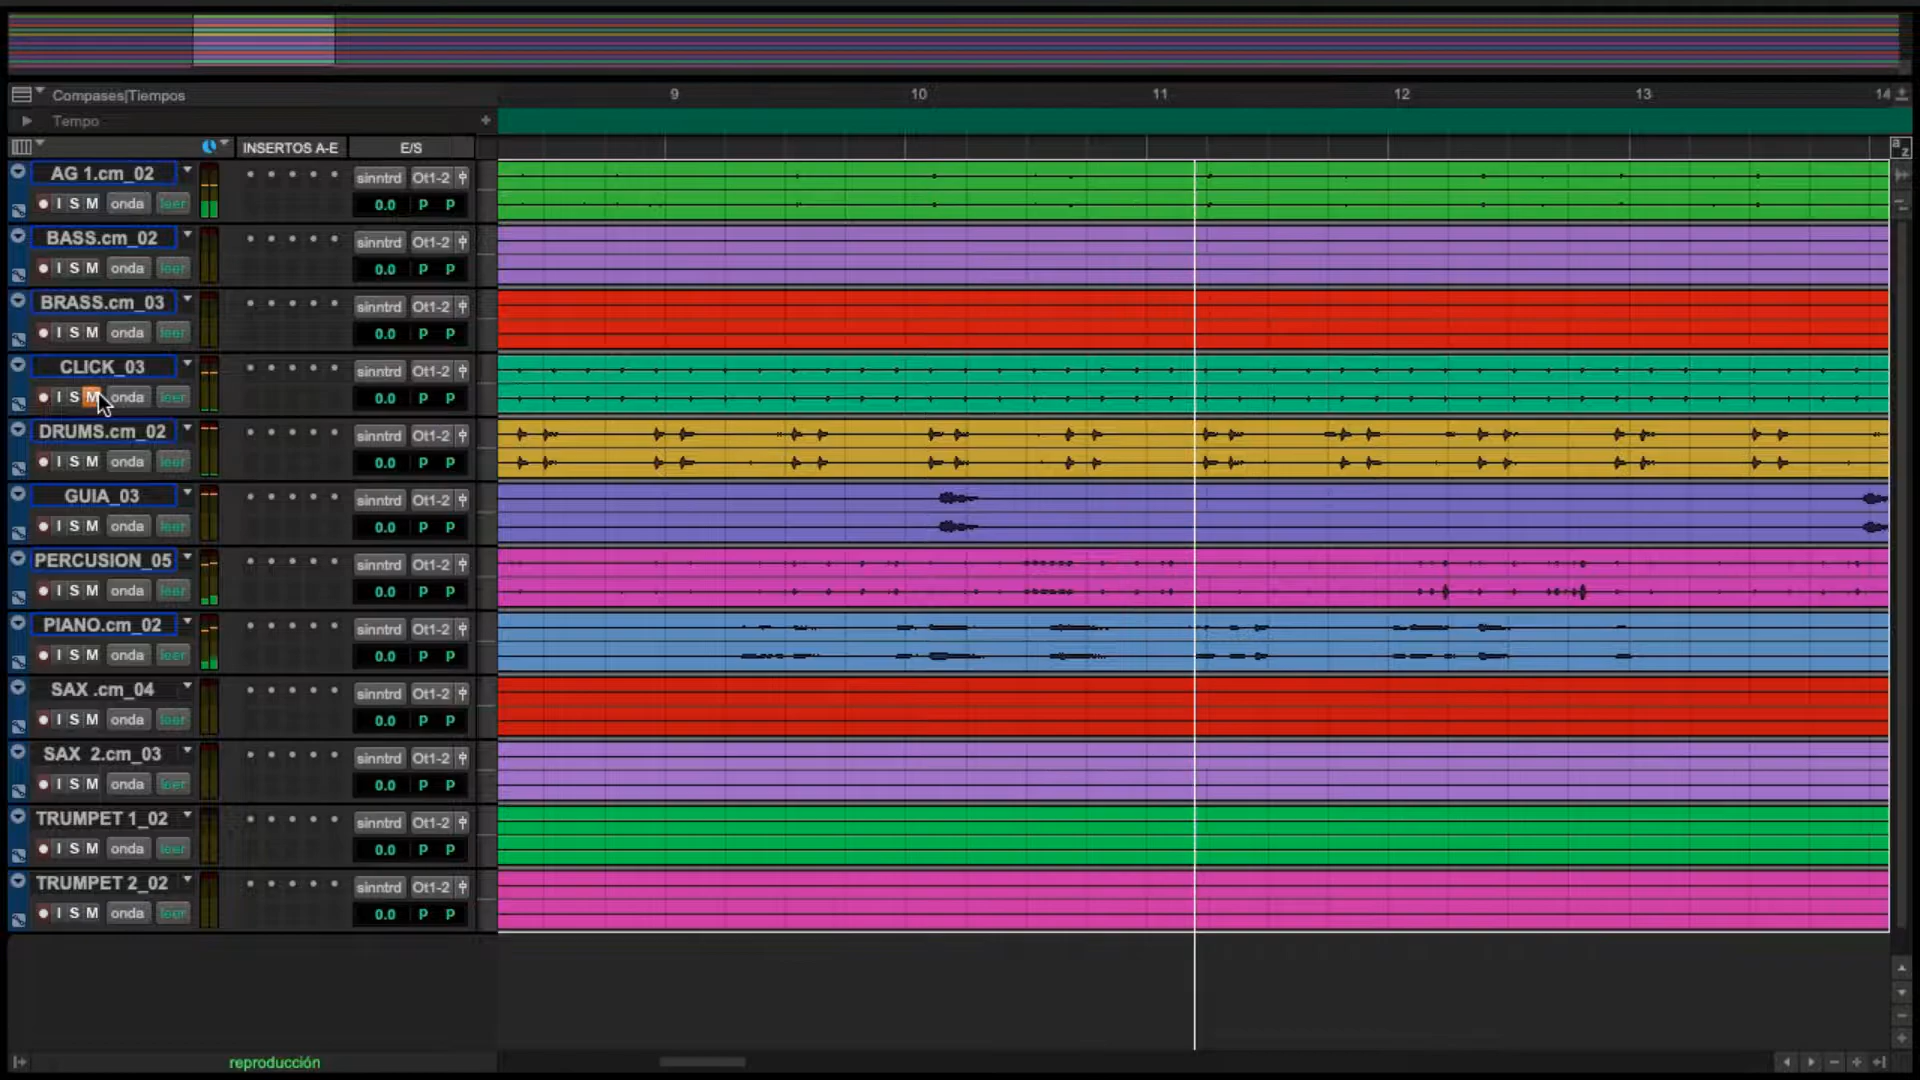 Compases|Tiempos 9 10 11 12 13 14
Tempo +
INSERTOS A-E E/S a z
AG 1.cm_02 sinntrd Ot1-2
I S M onda leer 0.0 P P
BASS.cm_02 sinntrd Ot1-2
I S M onda leer 0.0 P P
BRASS.cm_03 sinntrd Ot1-2
I S M onda leer 0.0 P P
CLICK_03 sinntrd Ot1-2
I S M onda leer 0.0 P P
DRUMS.cm_02 sinntrd Ot1-2
I S M onda leer 0.0 P P
GUIA_03 sinntrd Ot1-2
I S M onda leer 0.0 P P
PERCUSION_05 sinntrd Ot1-2
I S M onda leer 0.0 P P
PIANO.cm_02 sinntrd Ot1-2
I S M onda leer 0.0 P P
SAX .cm_04 sinntrd Ot1-2
I S M onda leer 0.0 P P
SAX 2.cm_03 sinntrd Ot1-2
I S M onda leer 0.0 P P
TRUMPET 1_02 sinntrd Ot1-2
I S M onda leer 0.0 P P
TRUMPET 2_02 sinntrd Ot1-2
I S M onda leer 0.0 P P
reproducción